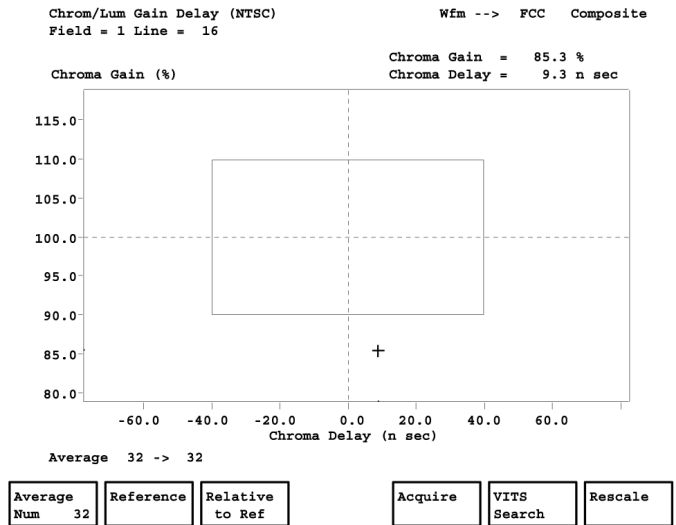 Chrom/Lum Gain Delay (NTSC)
Wfm --> FCC Composite
Field = 1 Line = 16
Chroma Gain = 85.3 %
Chroma Gain (%)
Chroma Delay = 9.3 n sec
115.0
110.0
105.0
100.0
95.0
90.0
85.0
80.0
-60.0 -40.0 -20.0 0.0 20.0 40.0 60.0
Chroma Delay (n sec)
Average 32 -> 32
Average
Num 32
Reference
Relative
to Ref
Acquire
VITS
Search
Rescale